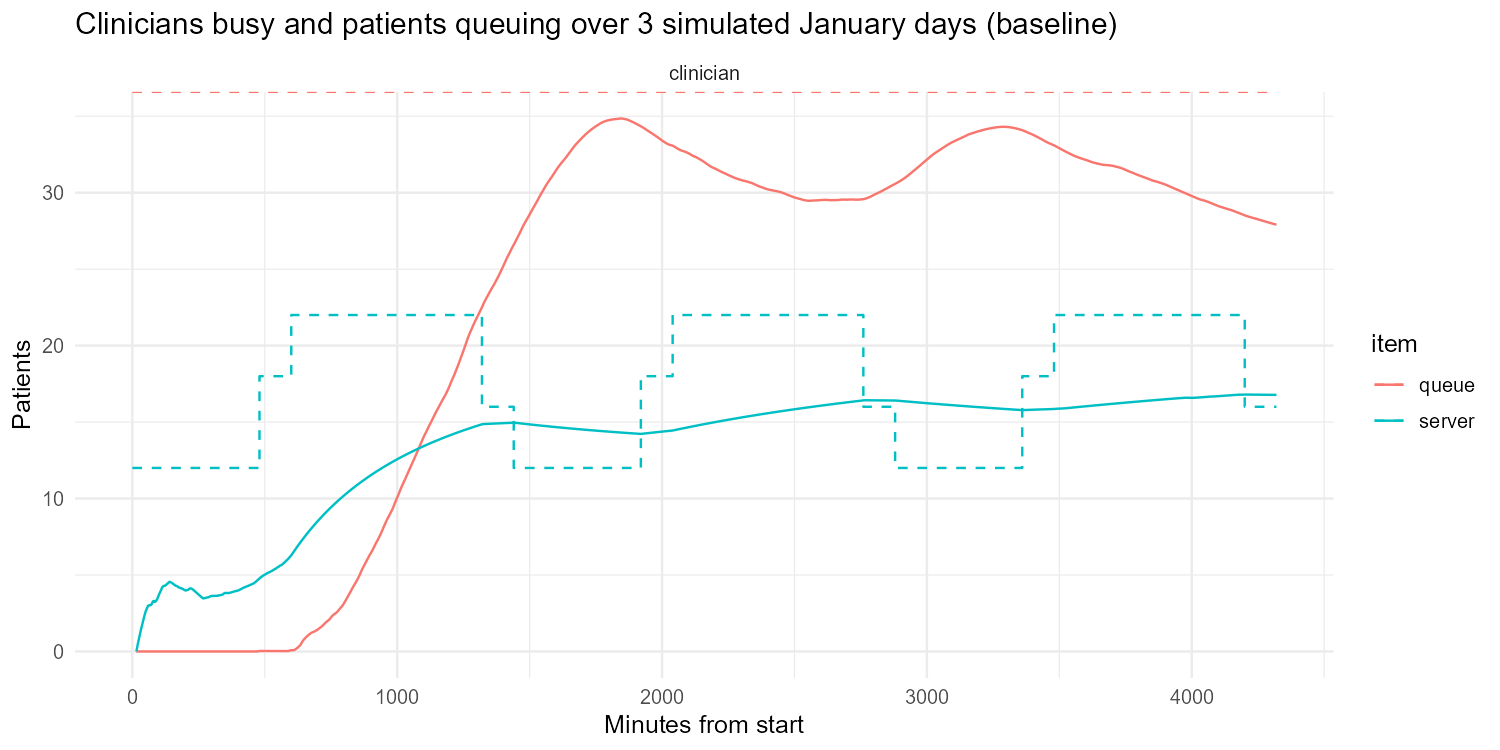 Clinicians busy and patients queuing over 3 simulated January days (baseline)
clinician
30
20
10
0
Patients
0 1000 2000 3000 4000
Minutes from start
item
queue
server